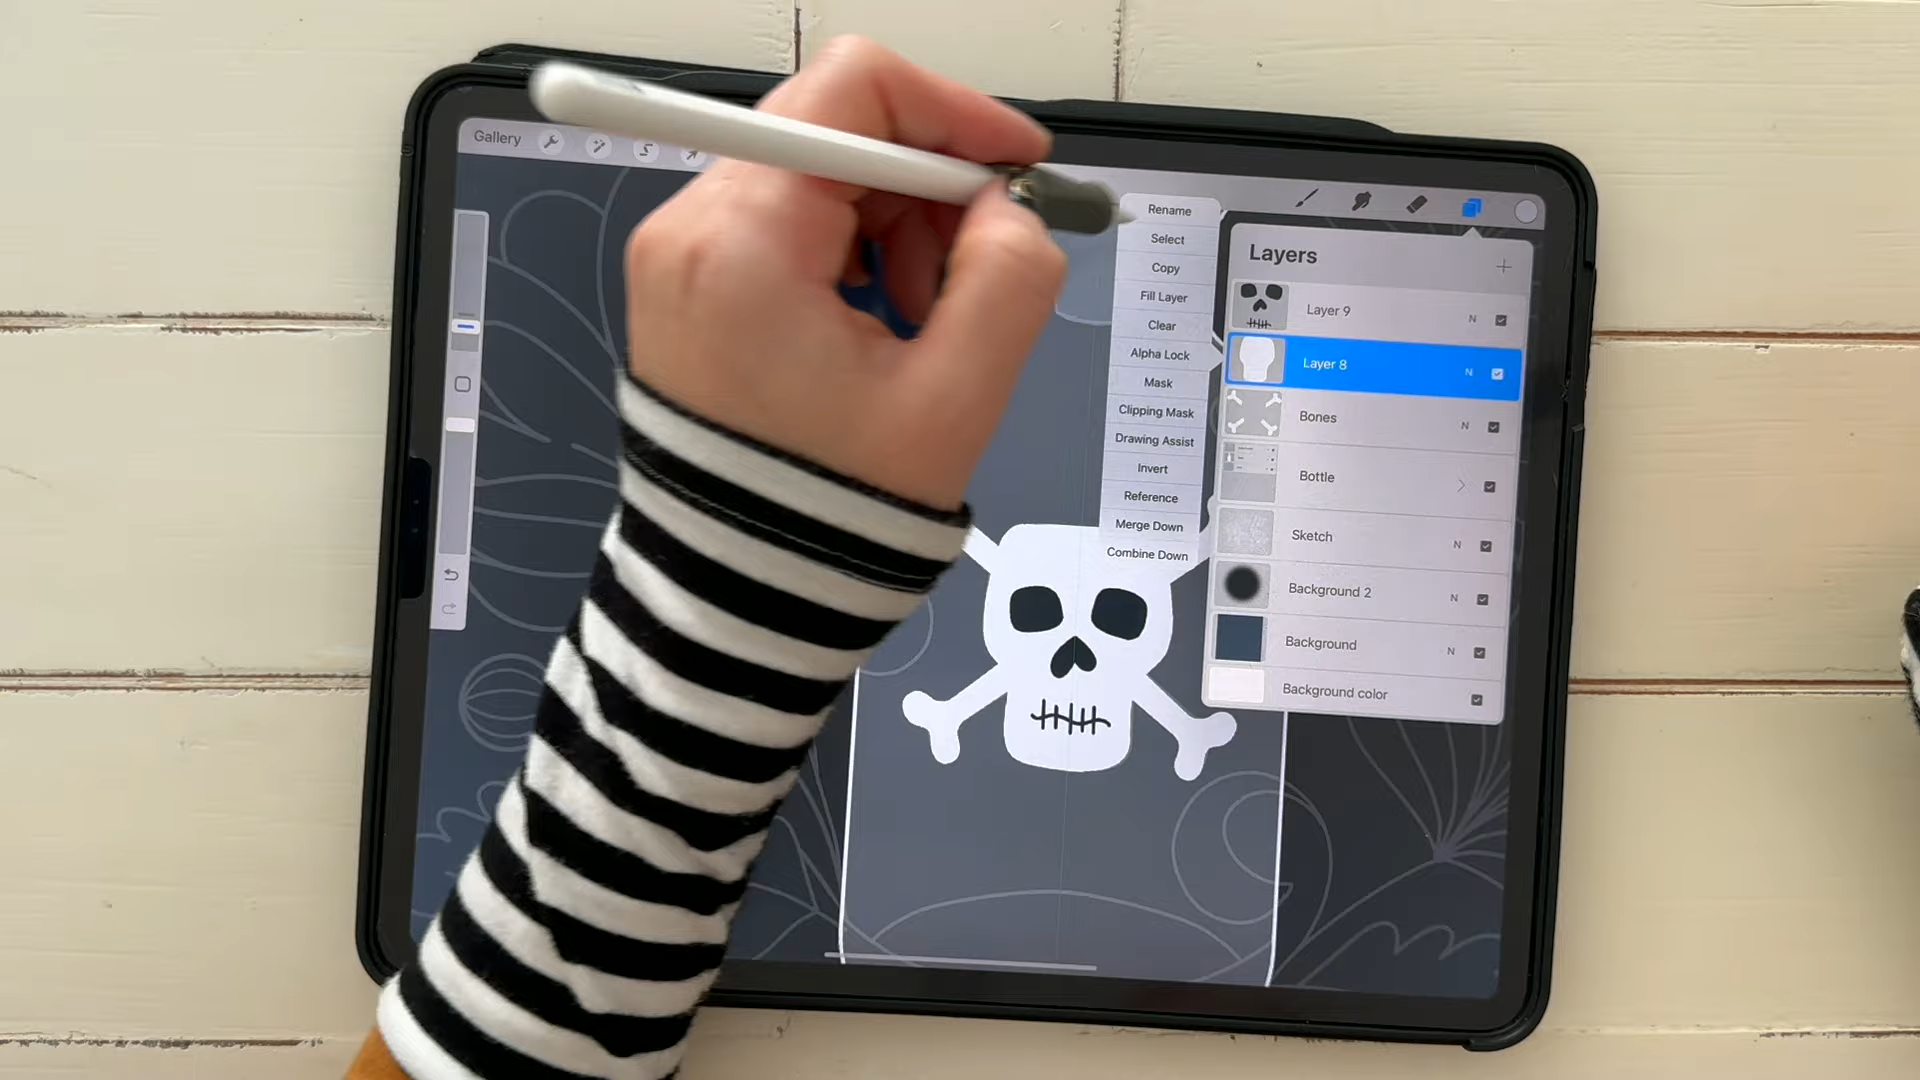 Gallery
Rename
Select
Copy
Fill Layer
Clear
Alpha Lock
Mask
Clipping Mask
Drawing Assist
Invert
Reference
Merge Down
Combine Down
Layers
Layer 9 N
Layer 8 N
Bones N
Bottle
Sketch N
Background 2 N
Background N
Background color